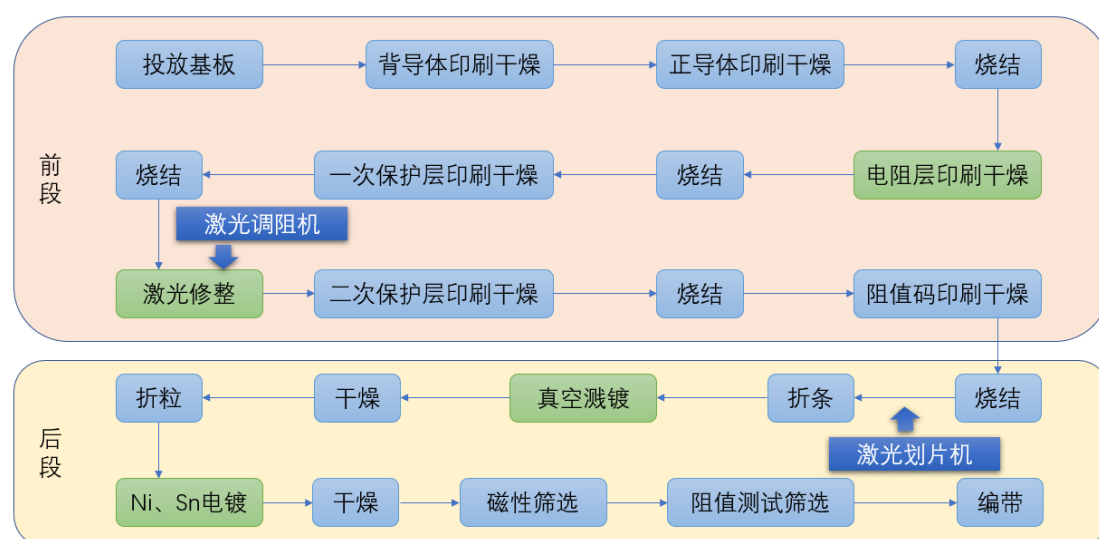 投放基板
背导体印刷干燥
正导体印刷干燥
烧结
前
段
烧结
一次保护层印刷干燥
烧结
电阻层印刷干燥
激光调阻机
激光修整
二次保护层印刷干燥
烧结
阻值码印刷干燥
后
段
折粒
干燥
真空溅镀
折条
烧结
激光划片机
Ni、Sn电镀
干燥
磁性筛选
阻值测试筛选
编带